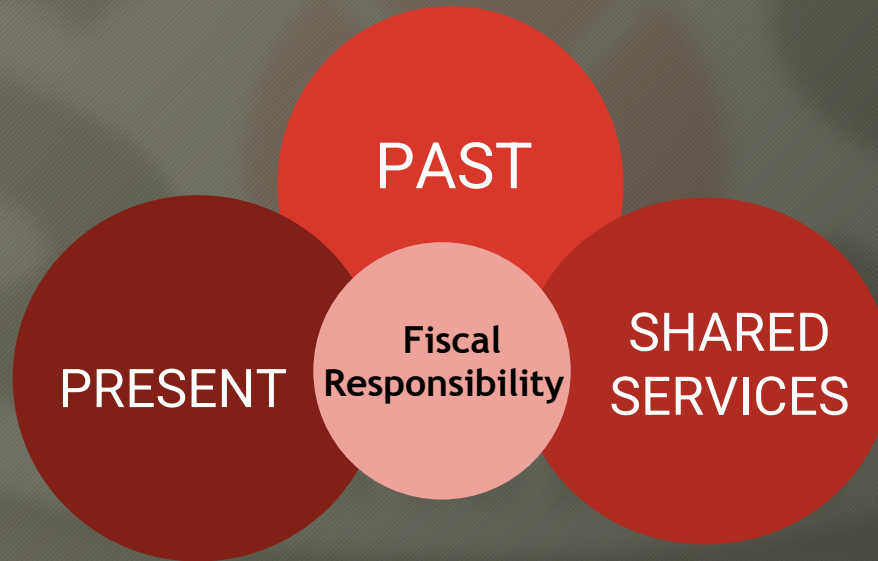 PAST
PRESENT
Fiscal
Responsibility
SHARED
SERVICES